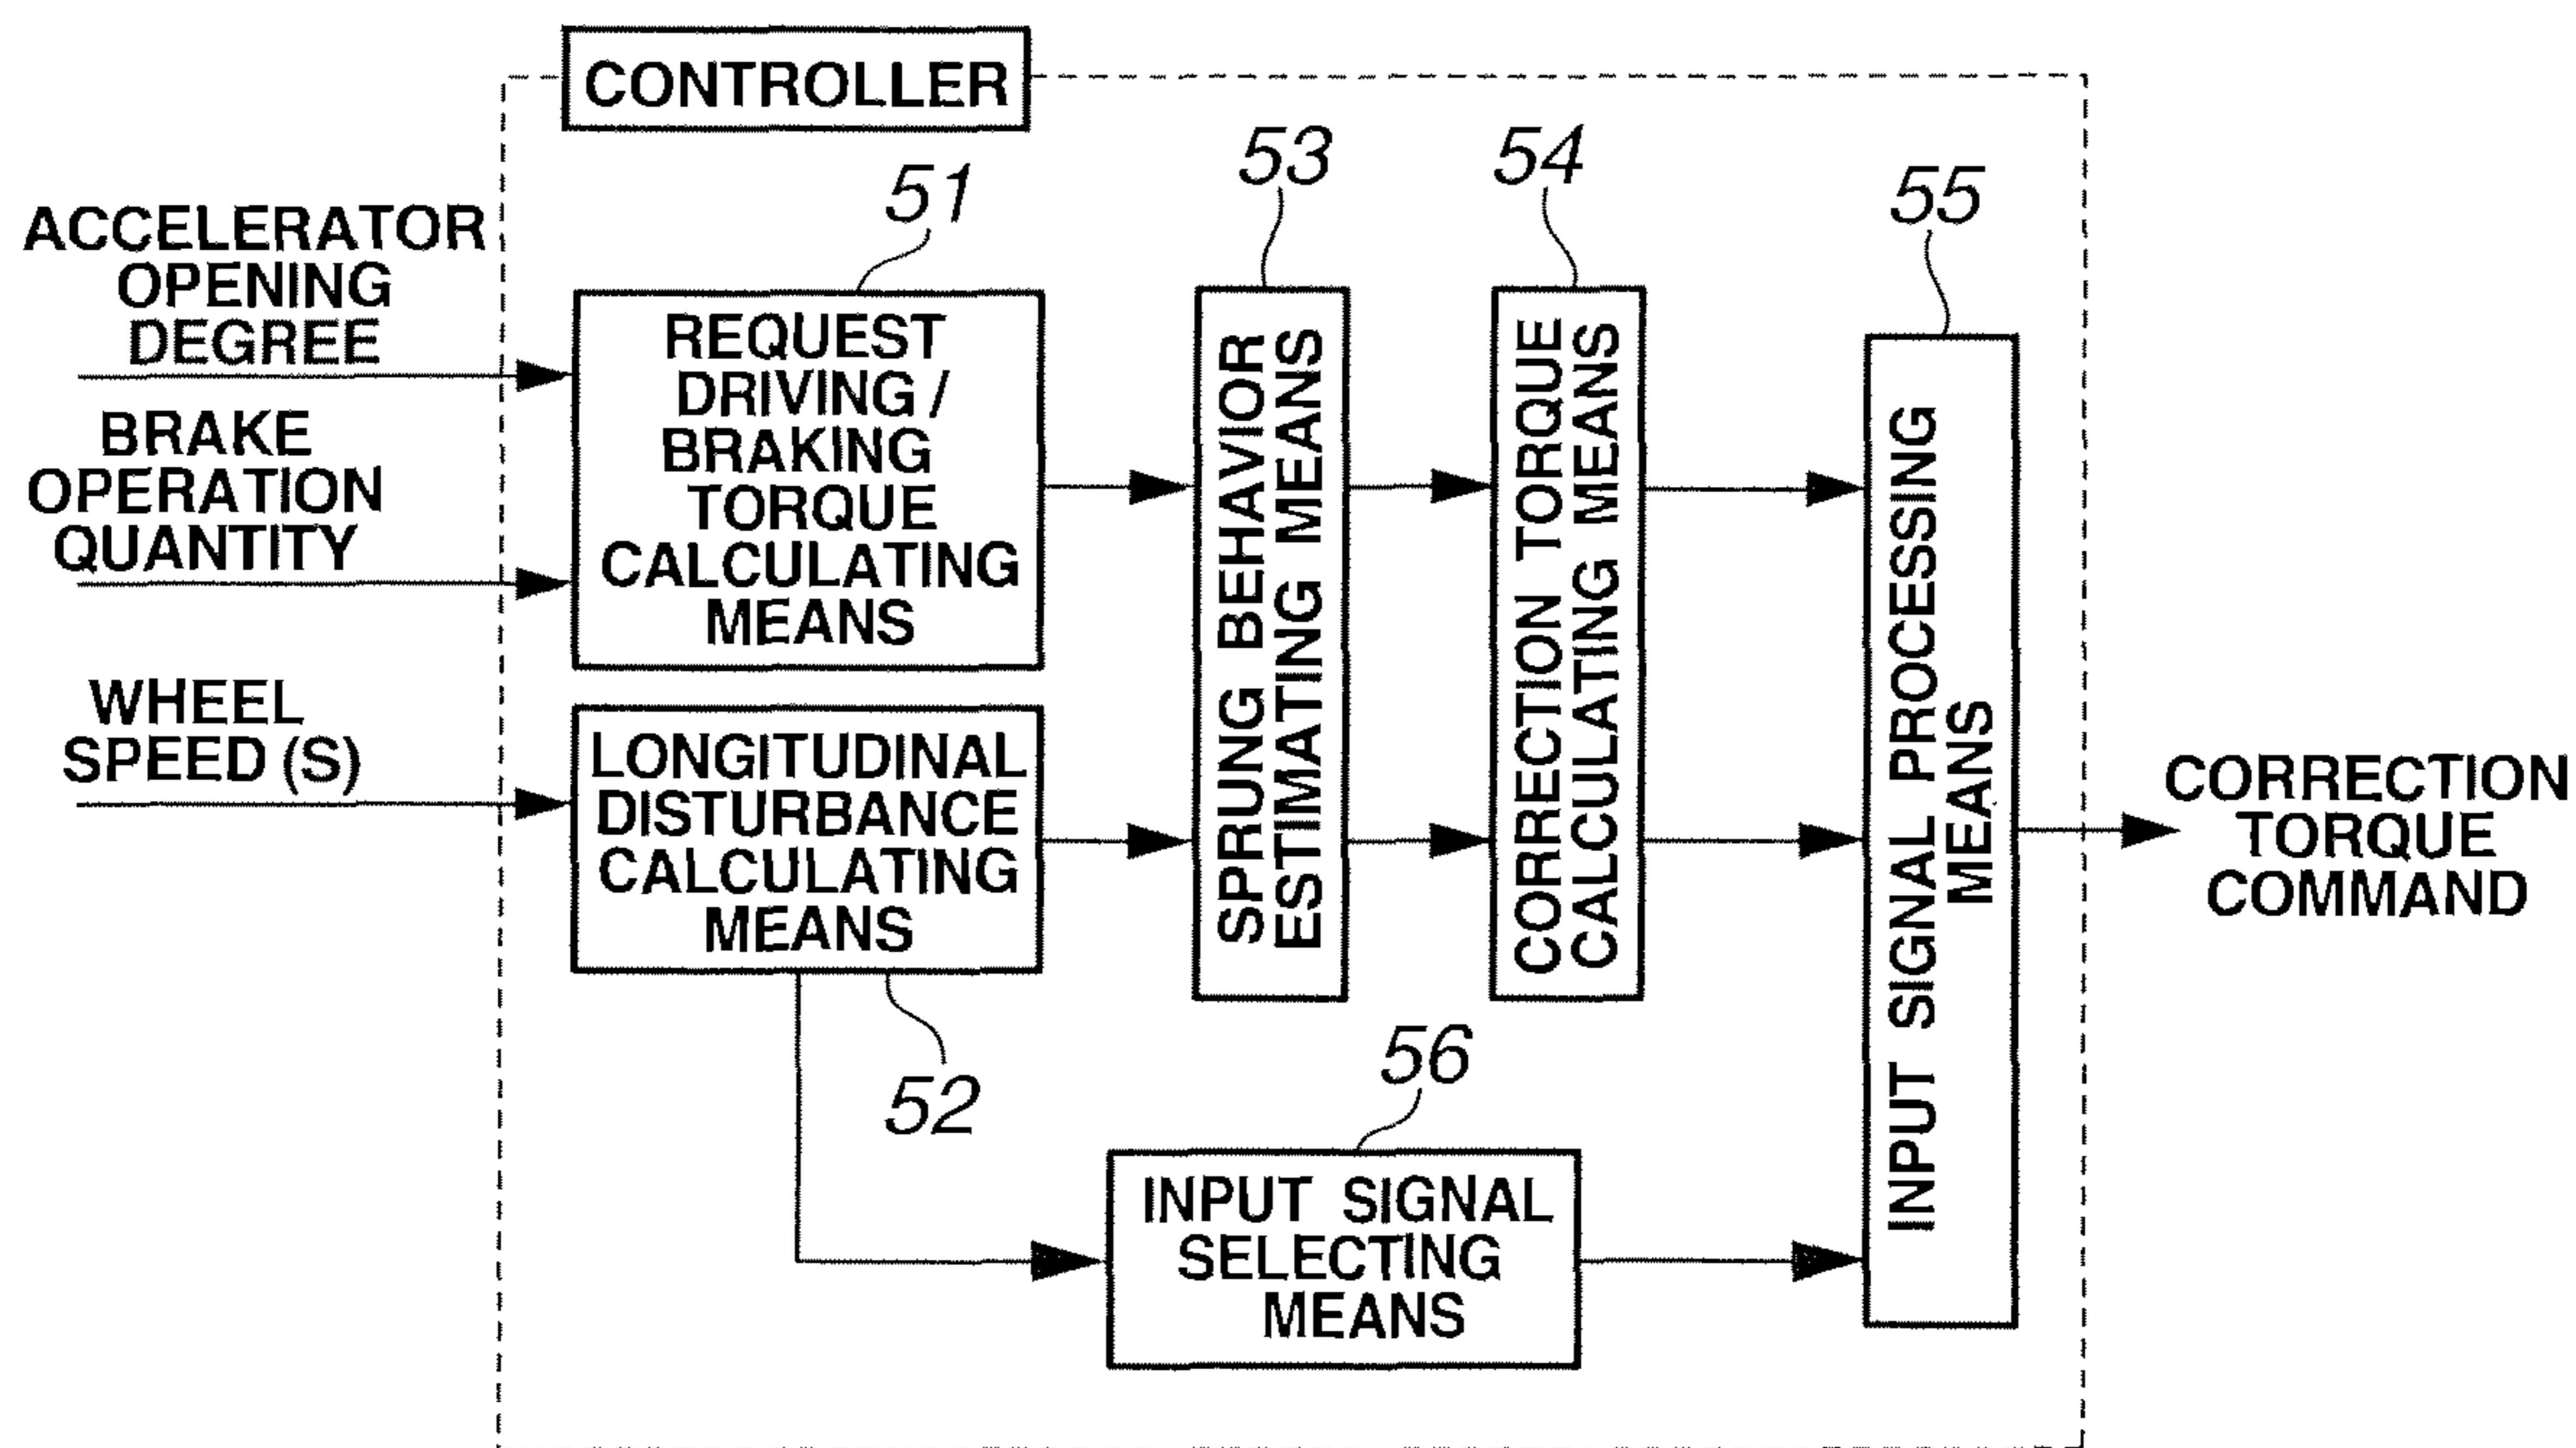 CONTROLLER
51
53
54
55
ACCELERATOR
OPENING
DEGREE
BRAKE
OPERATION
QUANTITY
WHEEL
SPEED (S)
REQUEST
DRIVING /
BRAKING
TORQUE
CALCULATING
MEANS
LONGITUDINAL
DISTURBANCE
CALCULATING
MEANS
52
SPRUNG BEHAVIOR
ESTIMATING MEANS
CORRECTION TORQUE
CALCULATING MEANS
INPUT SIGNAL PROCESSING
MEANS
56
INPUT SIGNAL
SELECTING
MEANS
CORRECTION
TORQUE
COMMAND